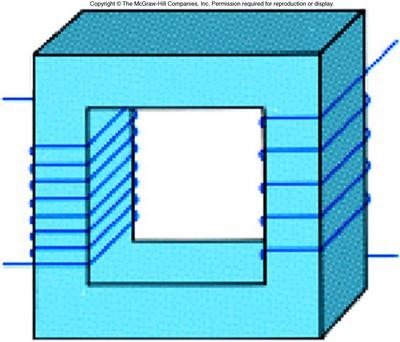 Copyright © The McGraw-Hill Companies, Inc. Permission required for reproduction or display.